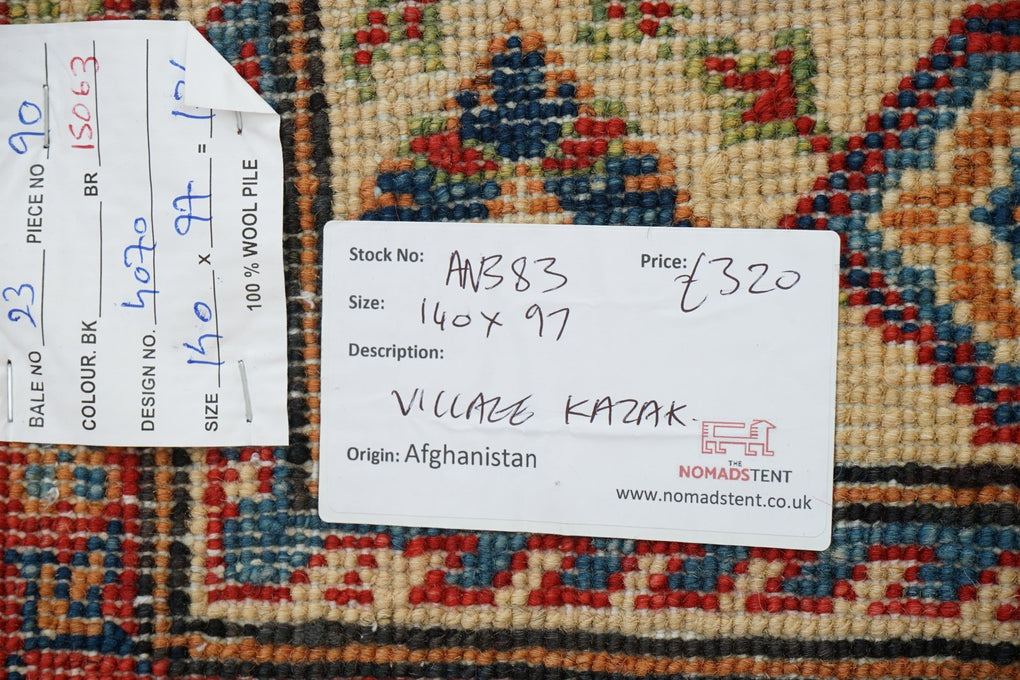 BALE NO 23 PIECE NO 90
COLOUR. BK BR 15063
DESIGN NO. 4070
SIZE 140 x 97 =
100 % WOOL PILE
Stock No: AN383 Price: £320
Size: 140 x 97
Description:
VILLAGE KAZAK.
Origin: Afghanistan
THE
NOMADSTENT
www.nomadstent.co.uk